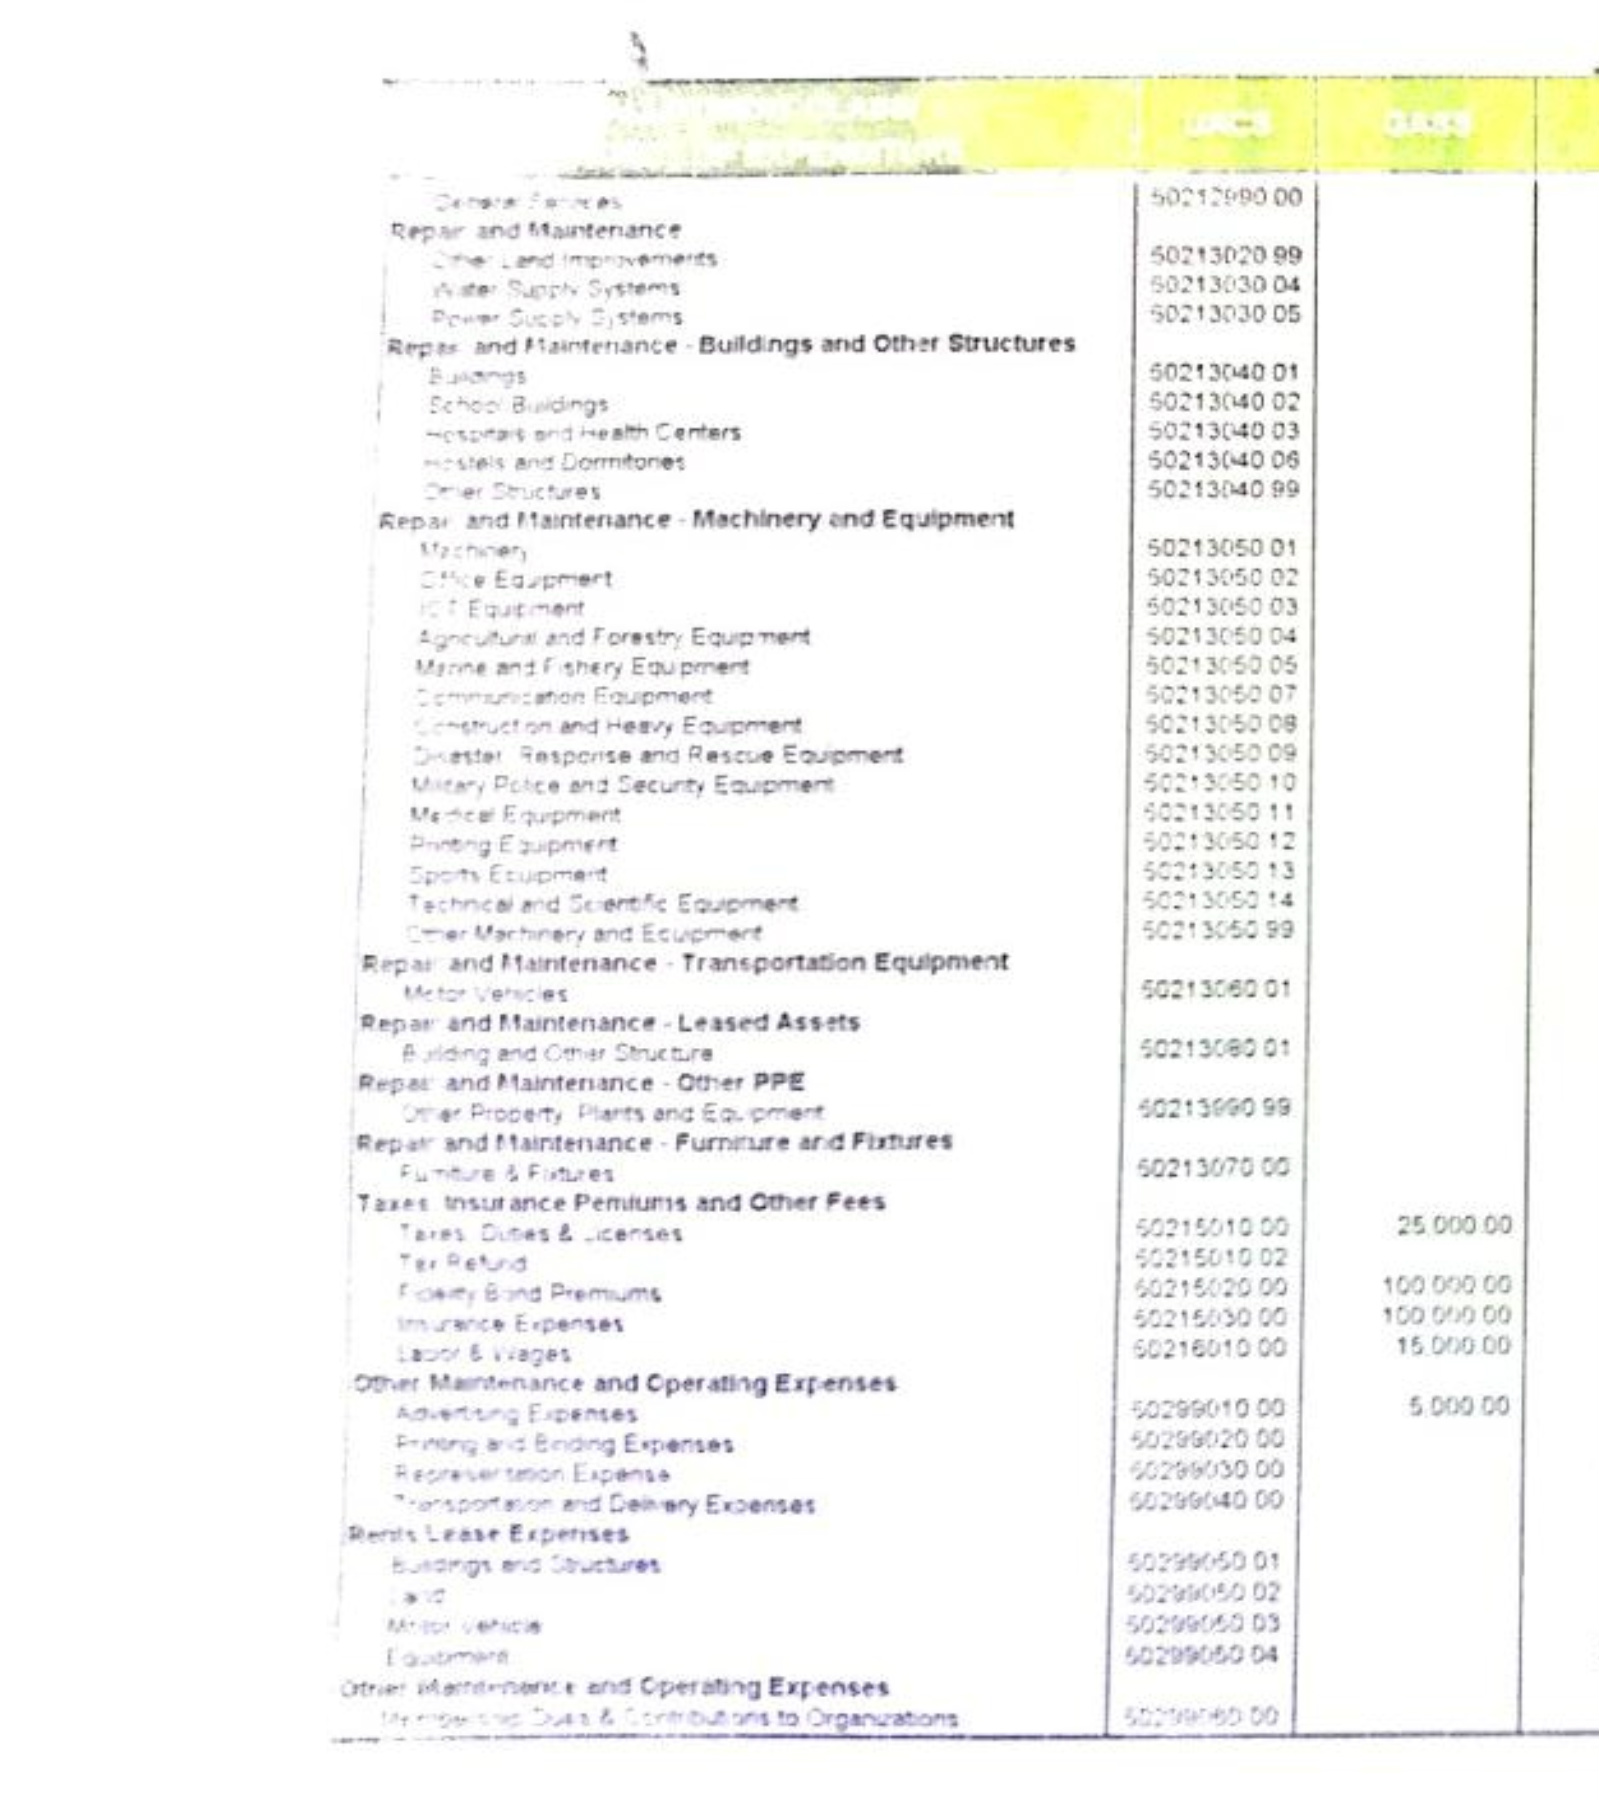 General Services 50212990 00
Repair and Maintenance
Other Land Improvements 50213020 99
Water Supply Systems 50213030 04
Power Supply Systems 50213030 05
Repair and Maintenance - Buildings and Other Structures
Buildings 50213040 01
School Buildings 50213040 02
Hospitals and Health Centers 50213040 03
Hostels and Dormitories 50213040 06
Other Structures 50213040 99
Repair and Maintenance - Machinery and Equipment
Machinery 50213050 01
Office Equipment 50213050 02
ICT Equipment 50213050 03
Agricultural and Forestry Equipment 50213050 04
Marine and Fishery Equipment 50213050 05
Communication Equipment 50213050 07
Construction and Heavy Equipment 50213050 08
Disaster Response and Rescue Equipment 50213050 09
Military Police and Security Equipment 50213050 10
Medical Equipment 50213050 11
Printing Equipment 50213050 12
Sports Equipment 50213050 13
Technical and Scientific Equipment 50213050 14
Other Machinery and Equipment 50213050 99
Repair and Maintenance - Transportation Equipment
Motor Vehicles 50213060 01
Repair and Maintenance - Leased Assets
Building and Other Structure 50213080 01
Repair and Maintenance - Other PPE
Other Property Plants and Equipment 50213990 99
Repair and Maintenance - Furniture and Fixtures
Furniture & Fixtures 50213070 00
Taxes Insurance Pemiums and Other Fees
Taxes Duties & Licenses 50215010 00 25,000.00
Tax Refund 50215010 02
Fidelity Bond Premiums 50215020 00 100,000.00
Insurance Expenses 50215030 00 100,000.00
Labor & Wages 50216010 00 15,000.00
Other Maintenance and Operating Expenses
Advertising Expenses 50299010 00 5,000.00
Printing and Binding Expenses 50299020 00
Representation Expense 50299030 00
Transportation and Delivery Expenses 50299040 00
Rents Lease Expenses
Buildings and Structures 50299050 01
Land 50299050 02
Motor Vehicle 50299050 03
Equipment 50299050 04
Other Maintenance and Operating Expenses
Membership Dues & Contributions to Organizations 50299060 00